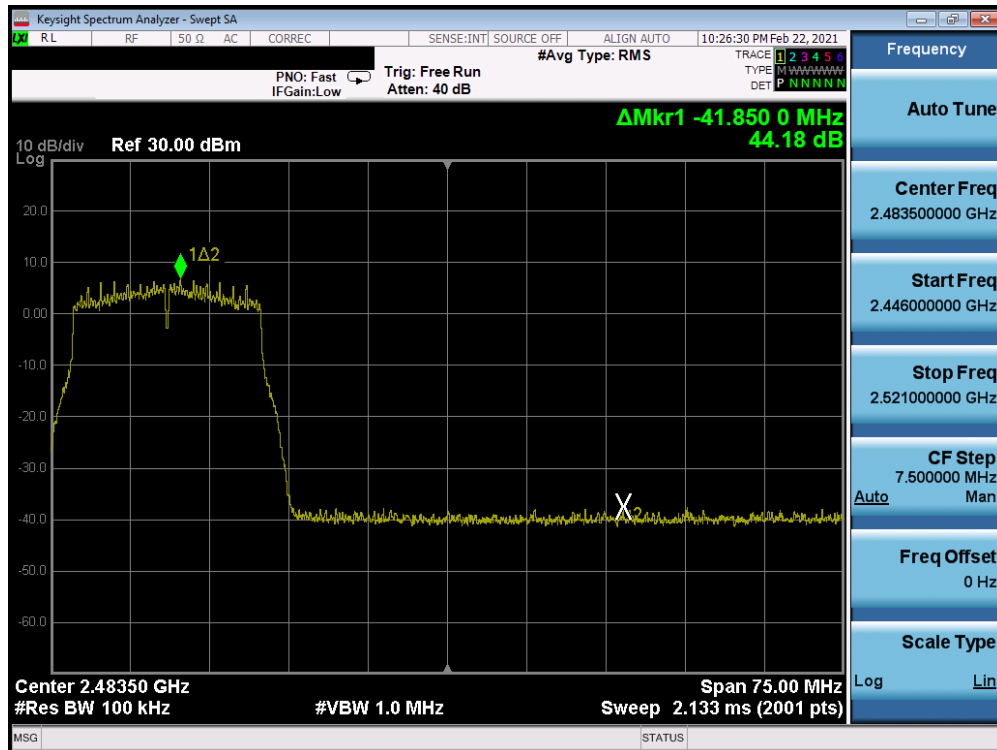 Keysight Spectrum Analyzer - Swept SA
LXI RL RF 50 Ω AC CORREC SENSE:INT SOURCE OFF ALIGN AUTO 10:26:30 PM Feb 22, 2021
PNO: Fast
IFGain:Low
Trig: Free Run
Atten: 40 dB
#Avg Type: RMS
TRACE 1 2 3 4 5 6
TYPE M W W W W W
DET P N N N N N
ΔMkr1 -41.850 0 MHz
44.18 dB
10 dB/div
Log
Ref 30.00 dBm
20.0
10.0
0.00
-10.0
-20.0
-30.0
-40.0
-50.0
-60.0
1Δ2
X2
Center 2.48350 GHz
#Res BW 100 kHz
#VBW 1.0 MHz
Span 75.00 MHz
Sweep 2.133 ms (2001 pts)
MSG
STATUS
Frequency
Auto Tune
Center Freq
2.483500000 GHz
Start Freq
2.446000000 GHz
Stop Freq
2.521000000 GHz
CF Step
7.500000 MHz
Auto Man
Freq Offset
0 Hz
Scale Type
Log Lin